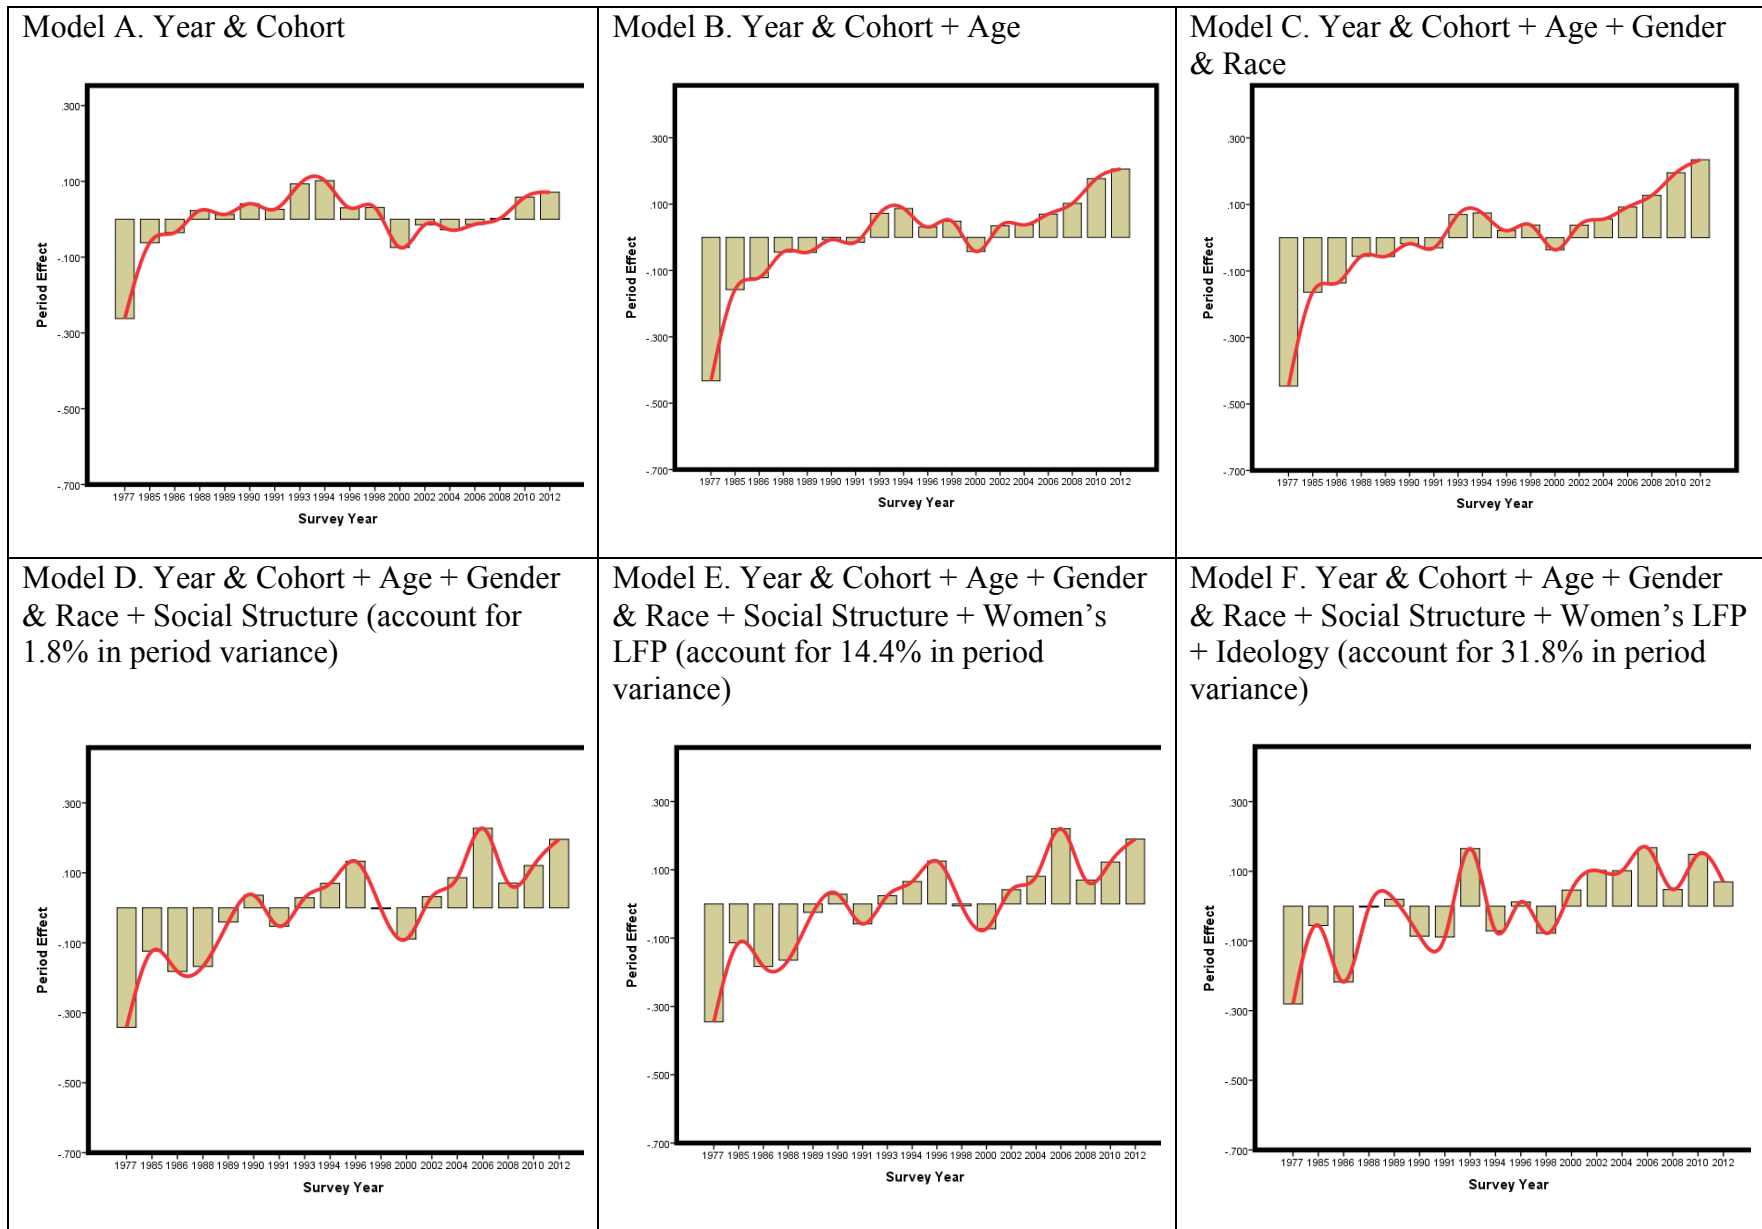 Model A. Year & Cohort
.300
.100
-.100
-.300
-.500
-.700
Period Effect
1977 1985 1986 1988 1989 1990 1991 1993 1994 1996 1998 2000 2002 2004 2006 2008 2010 2012
Survey Year
Model B. Year & Cohort + Age
.300
.100
-.100
-.300
-.500
-.700
Period Effect
1977 1985 1986 1988 1989 1990 1991 1993 1994 1996 1998 2000 2002 2004 2006 2008 2010 2012
Survey Year
Model C. Year & Cohort + Age + Gender
& Race
.300
.100
-.100
-.300
-.500
-.700
Period Effect
1977 1985 1986 1988 1989 1990 1991 1993 1994 1996 1998 2000 2002 2004 2006 2008 2010 2012
Survey Year
Model D. Year & Cohort + Age + Gender
& Race + Social Structure (account for
1.8% in period variance)
.300
.100
-.100
-.300
-.500
-.700
Period Effect
1977 1985 1986 1988 1989 1990 1991 1993 1994 1996 1998 2000 2002 2004 2006 2008 2010 2012
Survey Year
Model E. Year & Cohort + Age + Gender
& Race + Social Structure + Women’s
LFP (account for 14.4% in period
variance)
.300
.100
-.100
-.300
-.500
-.700
Period Effect
1977 1985 1986 1988 1989 1990 1991 1993 1994 1996 1998 2000 2002 2004 2006 2008 2010 2012
Survey Year
Model F. Year & Cohort + Age + Gender
& Race + Social Structure + Women’s LFP
+ Ideology (account for 31.8% in period
variance)
.300
.100
-.100
-.300
-.500
-.700
Period Effect
1977 1985 1986 1988 1989 1990 1991 1993 1994 1996 1998 2000 2002 2004 2006 2008 2010 2012
Survey Year